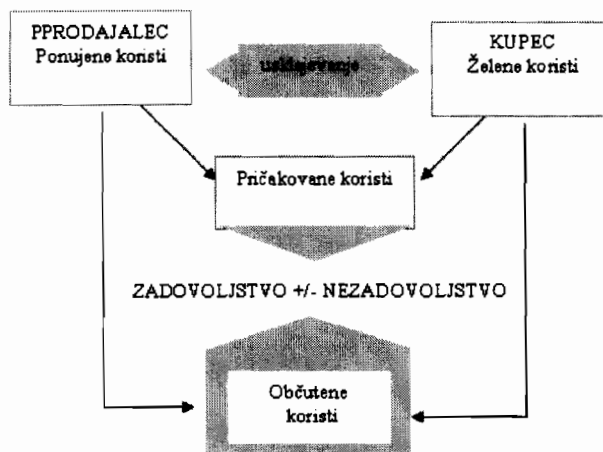 PPRODAJALEC
Ponujene koristi
usklajevanje
KUPEC
Želene koristi
Pričakovane koristi
ZADOVOLJSTVO +/- NEZADOVOLJSTVO
Občutene
koristi